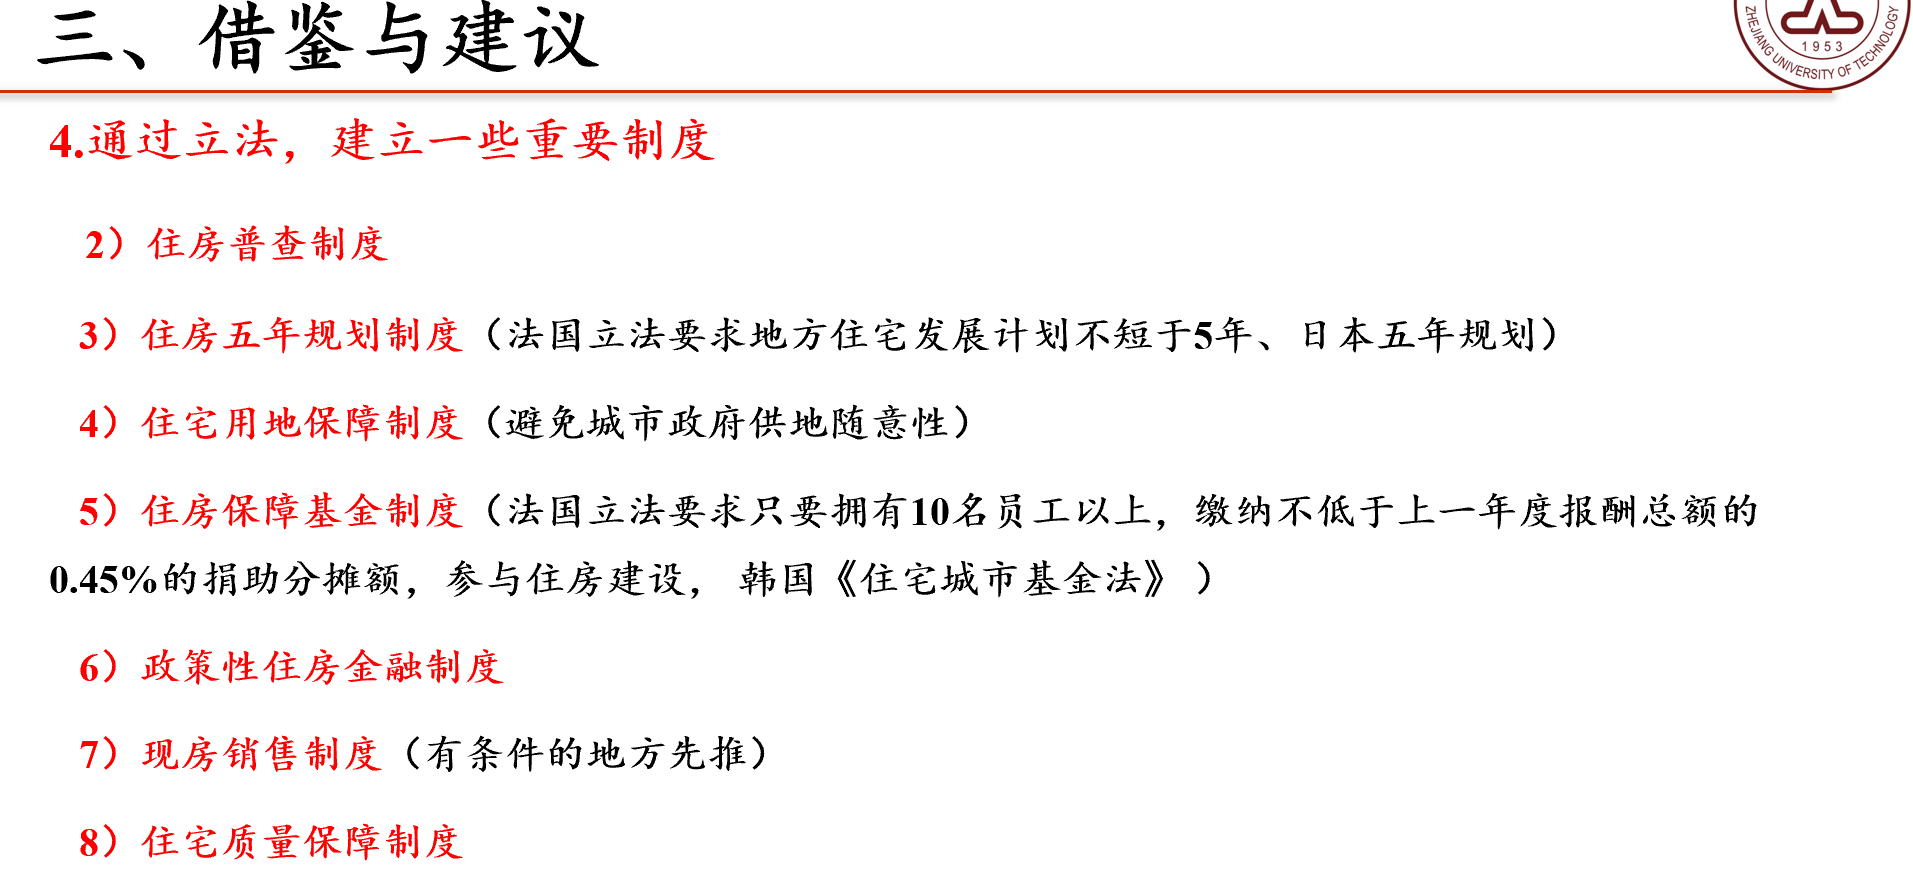 三、借鉴与建议
1953
ZHEJIANG UNIVERSITY OF TECHNOLOGY
4.通过立法，建立一些重要制度
2）住房普查制度
3）住房五年规划制度（法国立法要求地方住宅发展计划不短于5年、日本五年规划）
4）住宅用地保障制度（避免城市政府供地随意性）
5）住房保障基金制度（法国立法要求只要拥有10名员工以上，缴纳不低于上一年度报酬总额的
0.45%的捐助分摊额，参与住房建设， 韩国《住宅城市基金法》 ）
6）政策性住房金融制度
7）现房销售制度（有条件的地方先推）
8）住宅质量保障制度